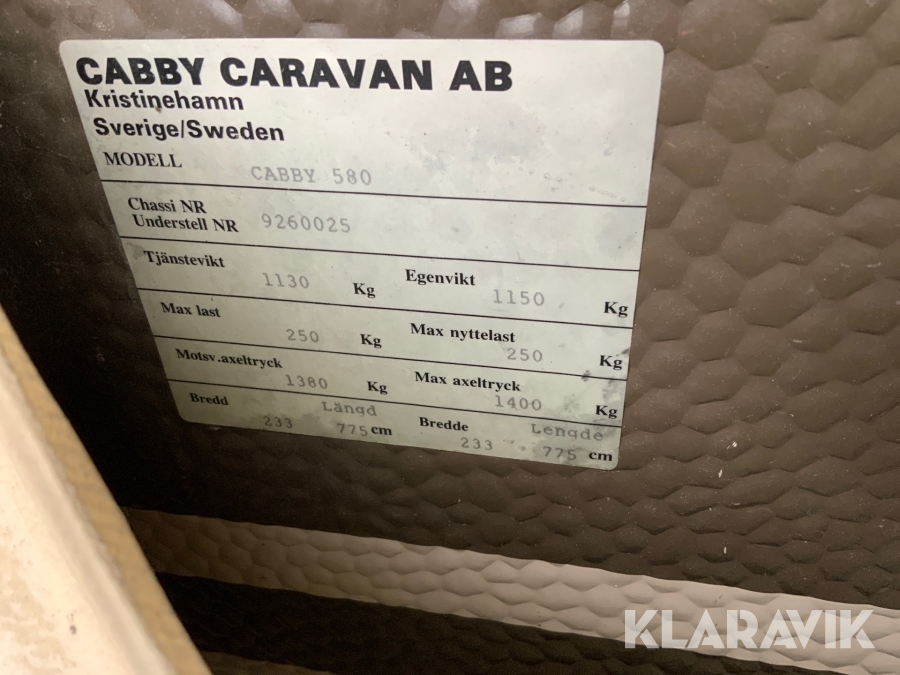 CABBY CARAVAN AB
Kristinehamn
Sverige/Sweden
MODELL CABBY 580
Chassi NR
Understell NR 9260025
Tjänstevikt 1130 Kg Egenvikt 1150 Kg
Max last 250 Kg Max nyttelast 250 Kg
Motsv.axeltryck 1380 Kg Max axeltryck 1400 Kg
Bredd Längd Bredde Lengde
233 775 cm 233 775 cm
KLARAVIK